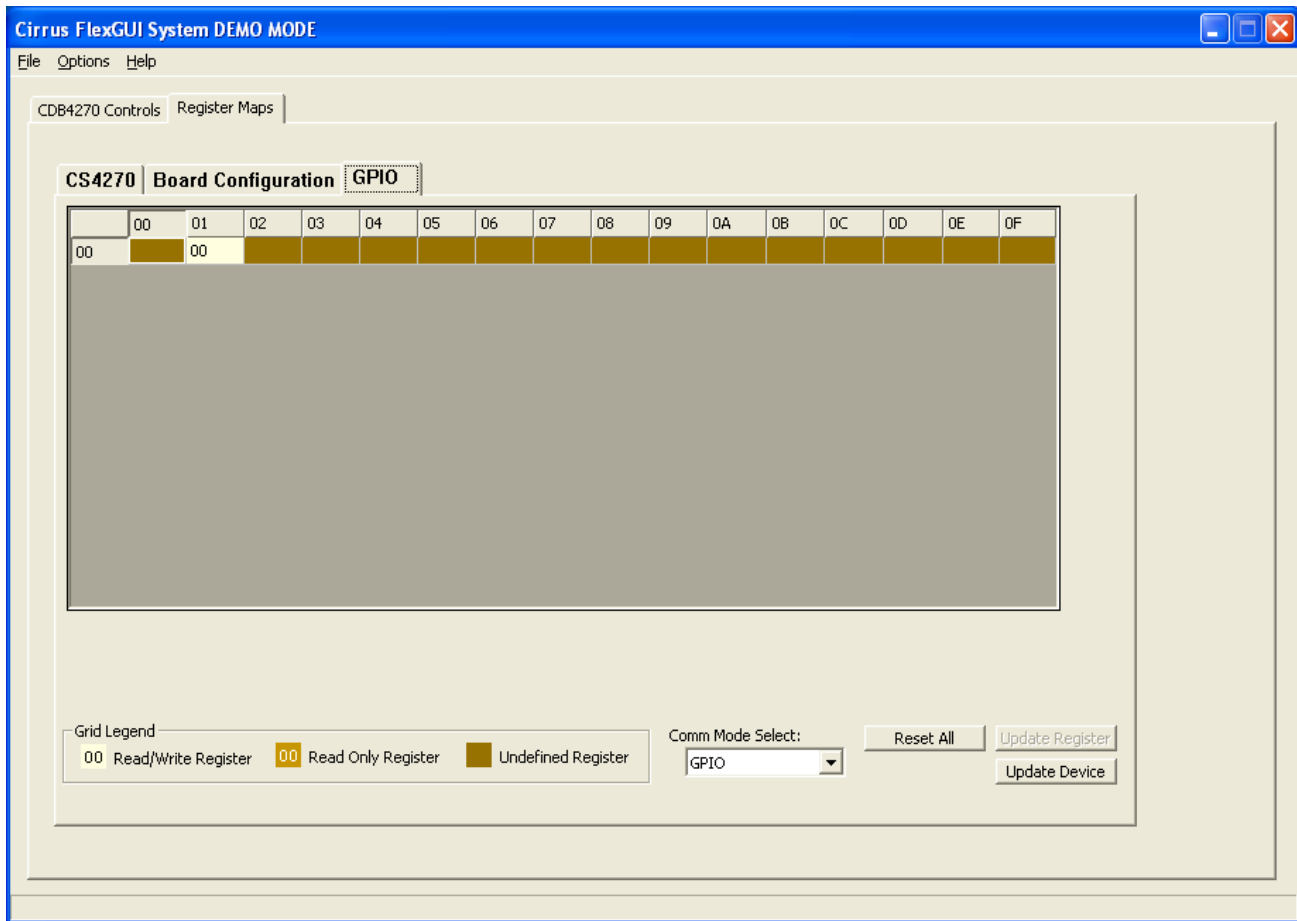 Cirrus FlexGUI System DEMO MODE
File Options Help
CDB4270 Controls Register Maps
CS4270 Board Configuration GPIO
00 01 02 03 04 05 06 07 08 09 0A 0B 0C 0D 0E 0F
00 00
Grid Legend
00 Read/Write Register 00 Read Only Register Undefined Register
Comm Mode Select:
GPIO
Reset All Update Register
Update Device